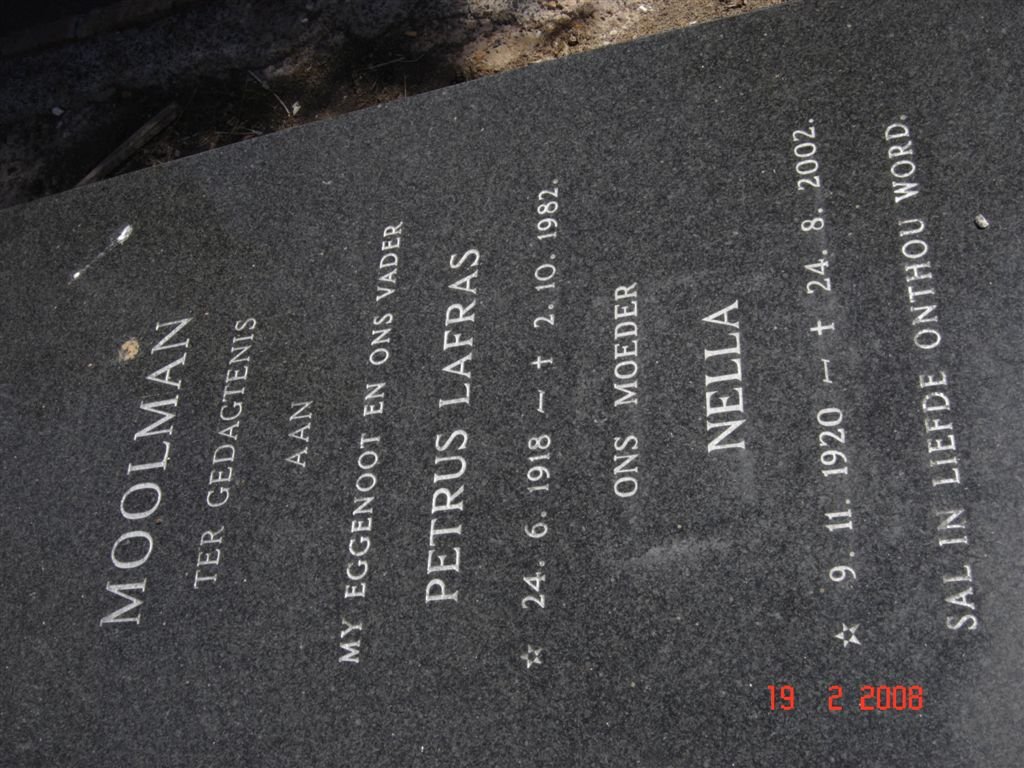 MOOLMAN
TER GEDAGTENIS
AAN
MY EGGENOOT EN ONS VADER
PETRUS LAFRAS
☆ 24. 6. 1918 ~ † 2. 10. 1982.
ONS MOEDER
NELLA
☆ 9. 11. 1920 ~ † 24. 8. 2002.
SAL IN LIEFDE ONTHOU WORD.
19 2 2008